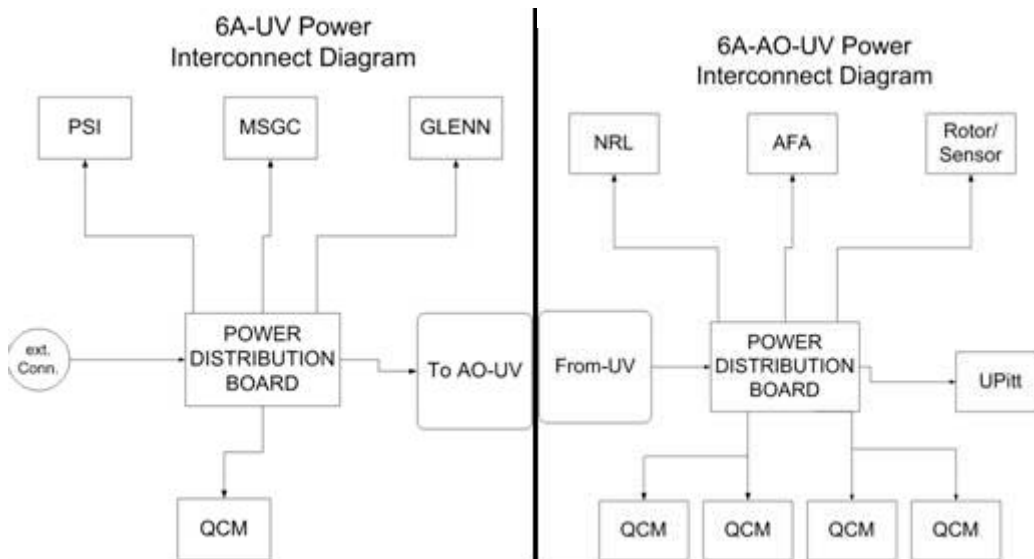 6A-UV Power
Interconnect Diagram
PSI
MSGC
GLENN
ext.
Conn.
POWER
DISTRIBUTION
BOARD
To AO-UV
QCM
6A-AO-UV Power
Interconnect Diagram
NRL
AFA
Rotor/
Sensor
From-UV
POWER
DISTRIBUTION
BOARD
UPitt
QCM
QCM
QCM
QCM